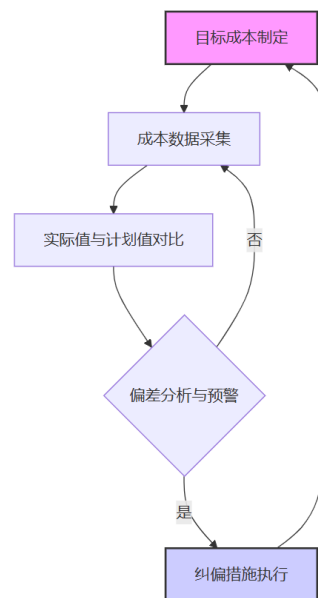 目标成本制定
成本数据采集
实际值与计划值对比
否
偏差分析与预警
是
纠偏措施执行